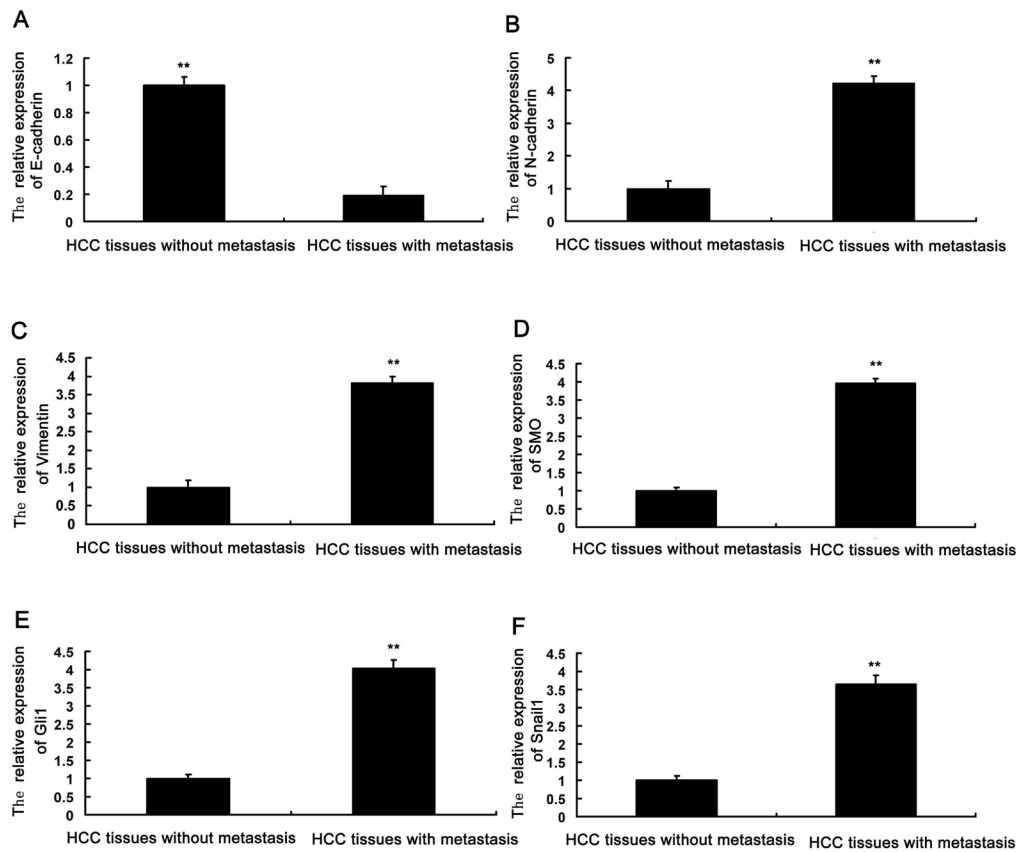 A
The relative expression
of E-cadherin
1.2
1
0.8
0.6
0.4
0.2
0
**
HCC tissues without metastasis
HCC tissues with metastasis
B
The relative expression
of N-cadherin
5
4
3
2
1
0
**
HCC tissues without metastasis
HCC tissues with metastasis
C
The relative expression
of Vimentin
4.5
4
3.5
3
2.5
2
1.5
1
0.5
0
**
HCC tissues without metastasis
HCC tissues with metastasis
D
The relative expression
of SMO
4.5
4
3.5
3
2.5
2
1.5
1
0.5
0
**
HCC tissues without metastasis
HCC tissues with metastasis
E
The relative expression
of Gli1
4.5
4
3.5
3
2.5
2
1.5
1
0.5
0
**
HCC tissues without metastasis
HCC tissues with metastasis
F
The relative expression
of Snail1
4.5
4
3.5
3
2.5
2
1.5
1
0.5
0
**
HCC tissues without metastasis
HCC tissues with metastasis